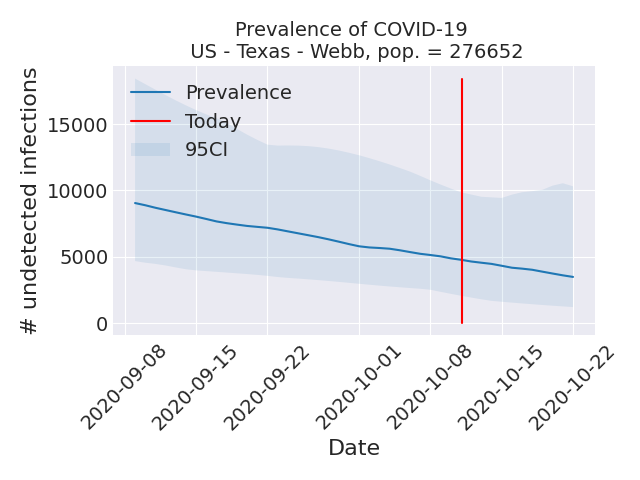 Prevalence of COVID-19
US - Texas - Webb, pop. = 276652
# undetected infections
15000
10000
5000
0
Prevalence
Today
95CI
2020-09-08
2020-09-15
2020-09-22
2020-10-01
2020-10-08
2020-10-15
2020-10-22
Date